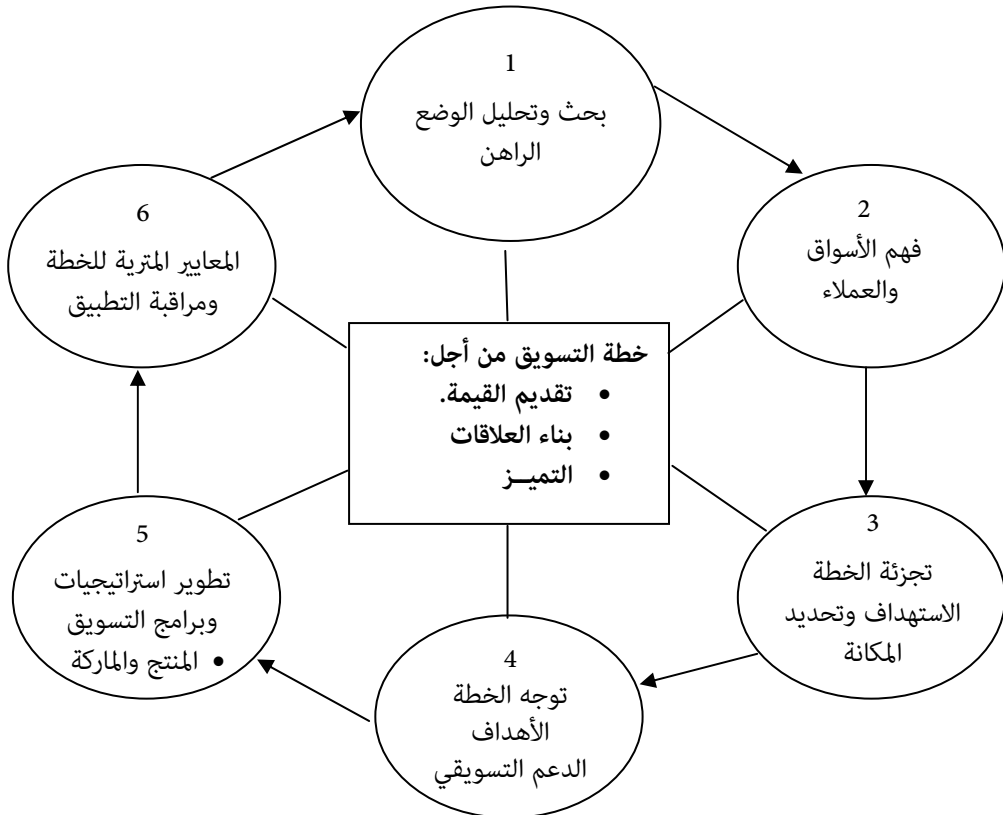 1
بحث وتحليل الوضع
الراهن
2
فهم الأسواق
والعملاء
3
تجزئة الخطة
الاستهداف وتحديد
المكانة
4
توجه الخطة
الأهداف
الدعم التسويقي
5
تطوير استراتيجيات
وبرامج التسويق
• المنتج والماركة
6
المعايير المترية للخطة
ومراقبة التطبيق
خطة التسويق من أجل:
• تقديم القيمة.
• بناء العلاقات
• التميــز